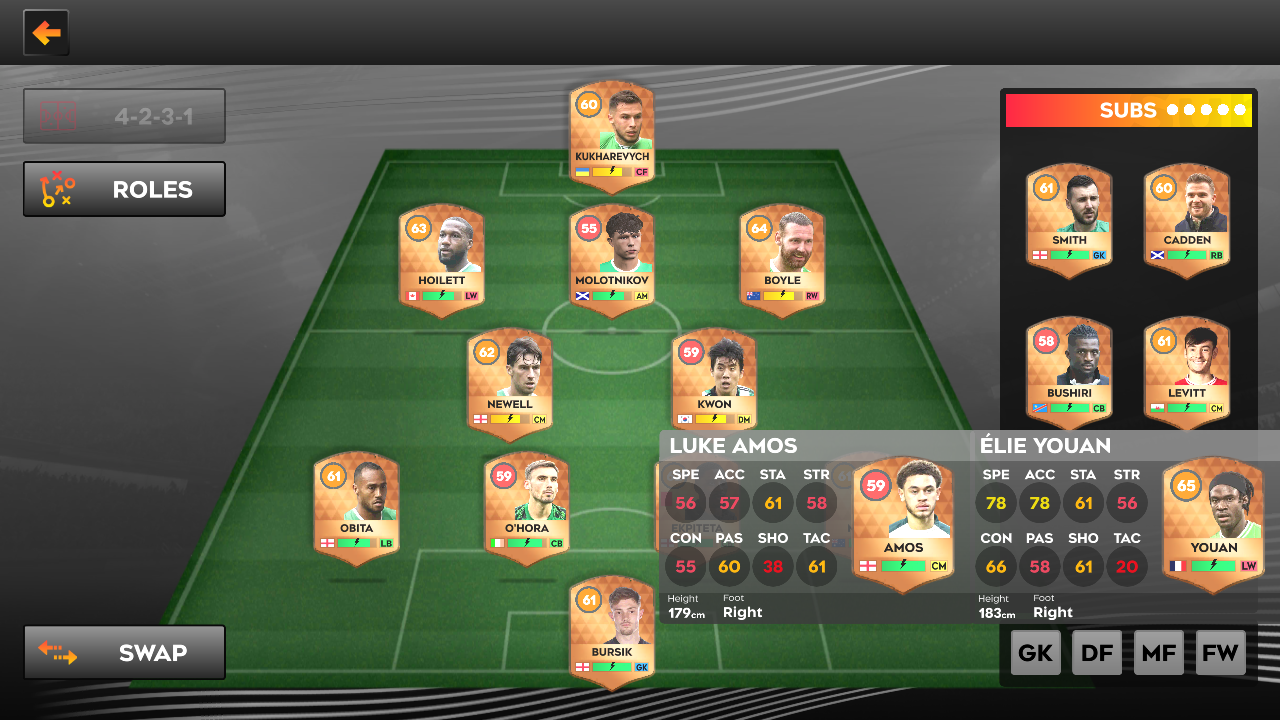 4-2-3-1
ROLES
60
KUKHAREVYCH
CF
63
HOILETT
LW
55
MOLOTNIKOV
AM
64
BOYLE
RW
62
NEWELL
CM
59
KWON
DM
61
OBITA
LB
59
O'HORA
CB
EKPITETA
61
BURSIK
GK
SUBS
61
SMITH
GK
60
CADDEN
RB
58
BUSHIRI
CB
61
LEVITT
CM
LUKE AMOS
SPE ACC STA STR
56 57 61 58
CON PAS SHO TAC
55 60 38 61
Height Foot
179cm Right
59
AMOS
CM
ÉLIE YOUAN
SPE ACC STA STR
78 78 61 56
CON PAS SHO TAC
66 58 61 20
Height Foot
183cm Right
65
YOUAN
LW
SWAP
GK DF MF FW